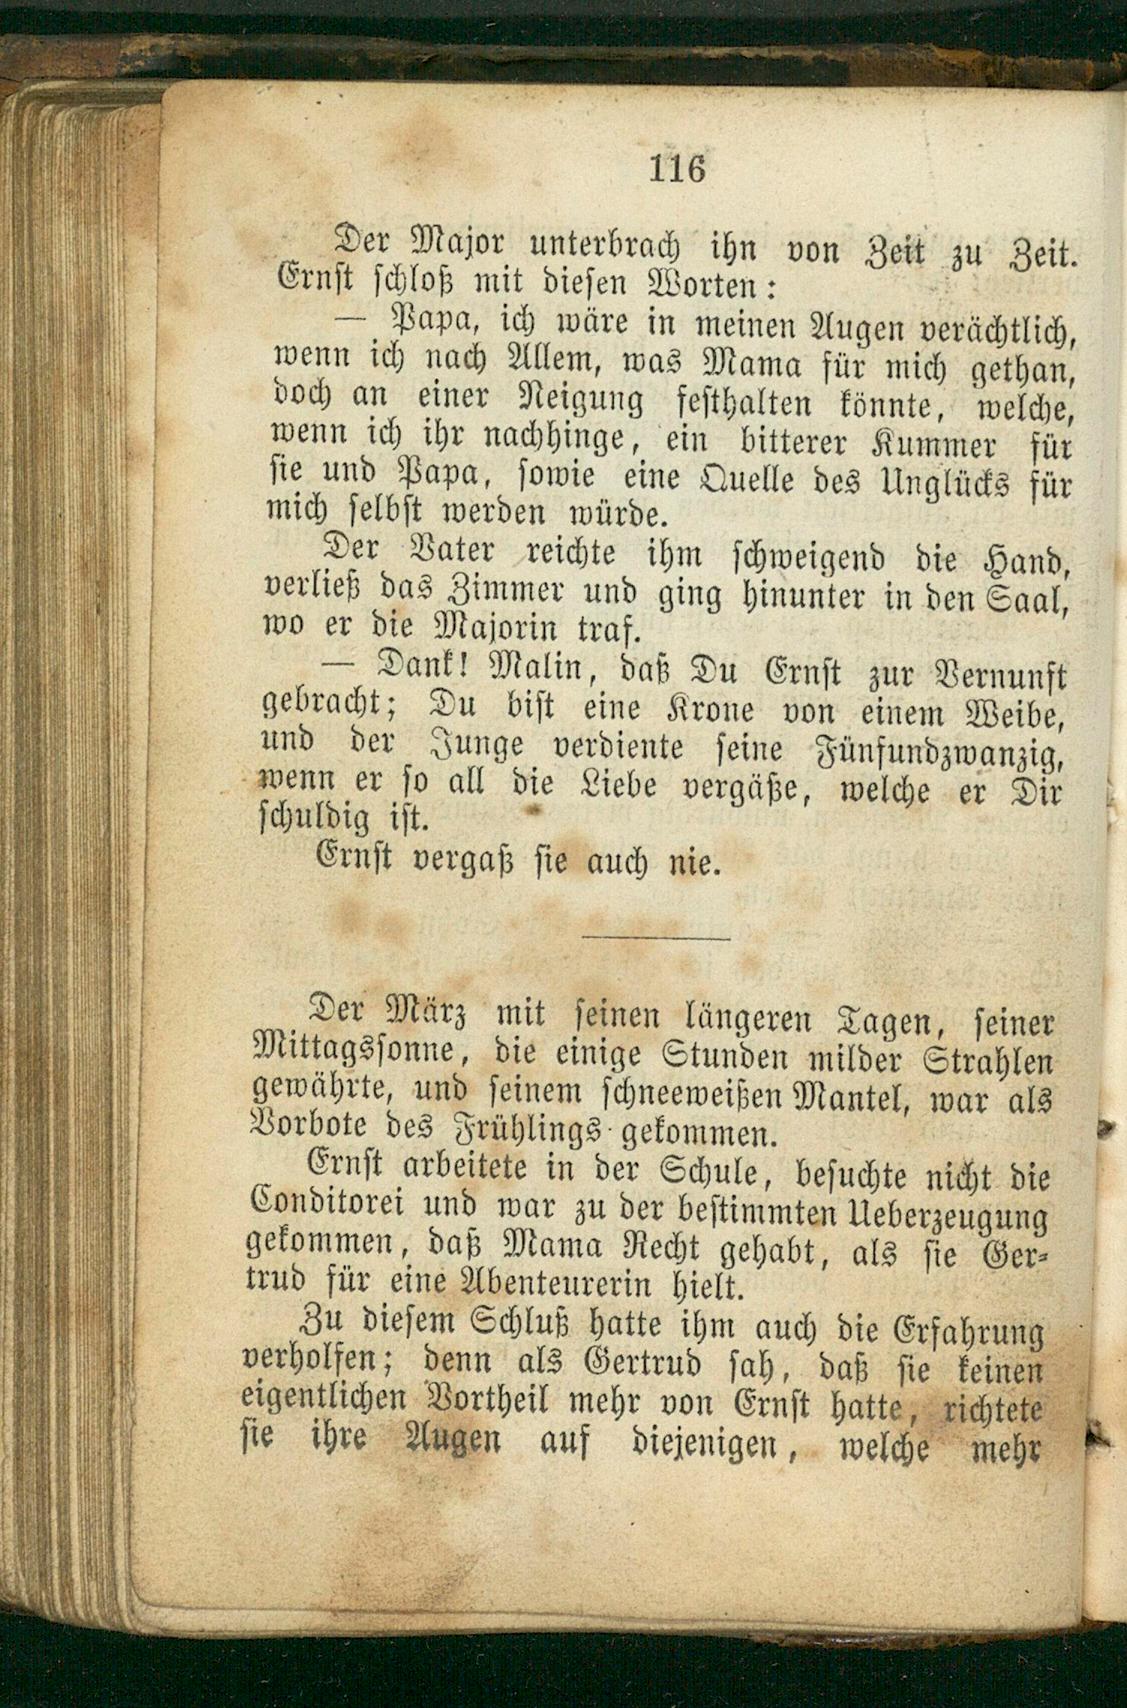 116
Der Major unterbrach ihn von Zeit zu Zeit.
Ernst schloß mit diesen Worten:
— Papa, ich wäre in meinen Augen verächtlich,
wenn ich nach Allem, was Mama für mich gethan,
doch an einer Neigung festhalten könnte, welche,
wenn ich ihr nachhinge, ein bitterer Kummer für
sie und Papa, sowie eine Quelle des Unglücks für
mich selbst werden würde.
Der Vater reichte ihm schweigend die Hand,
verließ das Zimmer und ging hinunter in den Saal,
wo er die Majorin traf.
— Dank! Malin, daß Du Ernst zur Vernunft
gebracht; Du bist eine Krone von einem Weibe,
und der Junge verdiente seine Fünfundzwanzig,
wenn er so all die Liebe vergäße, welche er Dir
schuldig ist.
Ernst vergaß sie auch nie.
Der März mit seinen längeren Tagen, seiner
Mittagssonne, die einige Stunden milder Strahlen
gewährte, und seinem schneeweißen Mantel, war als
Vorbote des Frühlings gekommen.
Ernst arbeitete in der Schule, besuchte nicht die
Conditorei und war zu der bestimmten Ueberzeugung
gekommen, daß Mama Recht gehabt, als sie Ger-
trud für eine Abenteurerin hielt.
Zu diesem Schluß hatte ihm auch die Erfahrung
verholfen; denn als Gertrud sah, daß sie keinen
eigentlichen Vortheil mehr von Ernst hatte, richtete
sie ihre Augen auf diejenigen, welche mehr